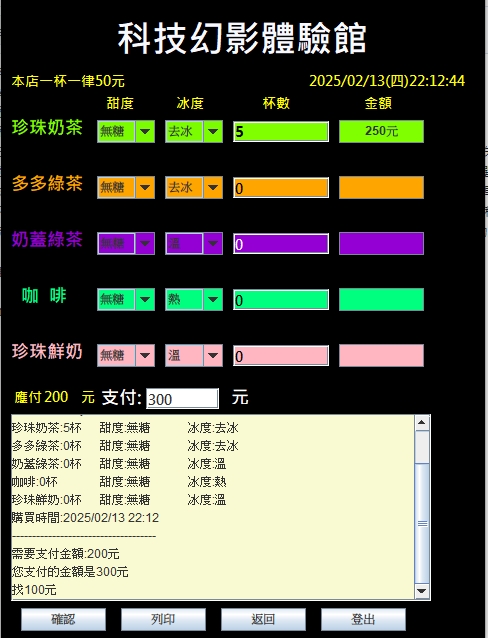 科技幻影體驗館
本店一杯一律50元 2025/02/13(四)22:12:44
甜度 冰度 杯數 金額
珍珠奶茶 無糖 去冰 5 250元
多多綠茶 無糖 去冰 0
奶蓋綠茶 無糖 溫 0
咖 啡 無糖 熱 0
珍珠鮮奶 無糖 溫 0
應付 200 元 支付: 300 元
珍珠奶茶:5杯 甜度:無糖 冰度:去冰
多多綠茶:0杯 甜度:無糖 冰度:去冰
奶蓋綠茶:0杯 甜度:無糖 冰度:溫
咖啡:0杯 甜度:無糖 冰度:熱
珍珠鮮奶:0杯 甜度:無糖 冰度:溫
購買時間:2025/02/13 22:12
------------------------------------
需要支付金額:200元
您支付的金額是300元
找100元
確認 列印 返回 登出